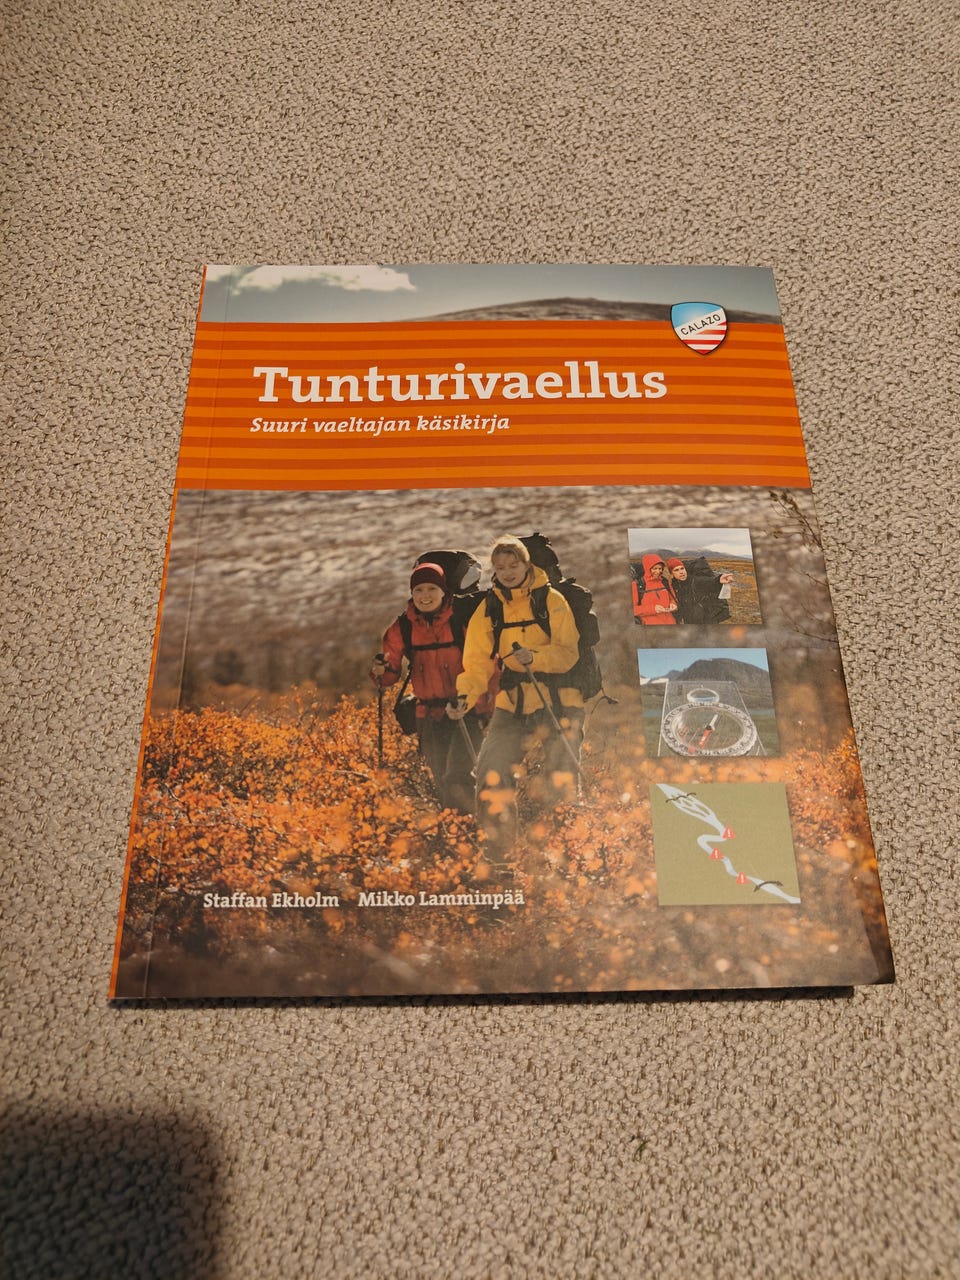 CALAZO
Tunturivaellus
Suuri vaeltajan käsikirja
Staffan Ekholm Mikko Lamminpää